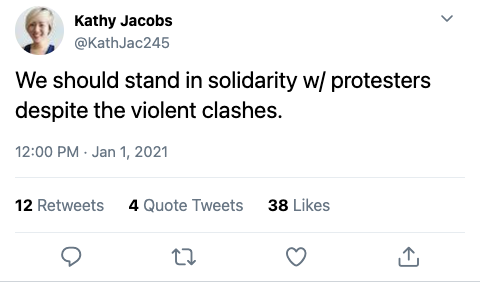 Kathy Jacobs
@KathJac245
We should stand in solidarity w/ protesters
despite the violent clashes.
12:00 PM · Jan 1, 2021
12 Retweets 4 Quote Tweets 38 Likes